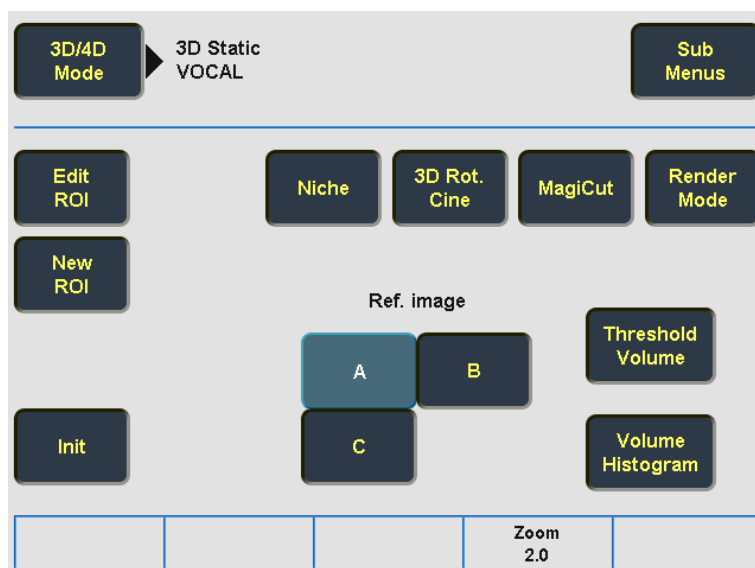 3D/4D
Mode
3D Static
VOCAL
Sub
Menus
Edit
ROI
Niche
3D Rot.
Cine
MagiCut
Render
Mode
New
ROI
Ref. image
Threshold
Volume
A
B
Init
C
Volume
Histogram
Zoom
2.0